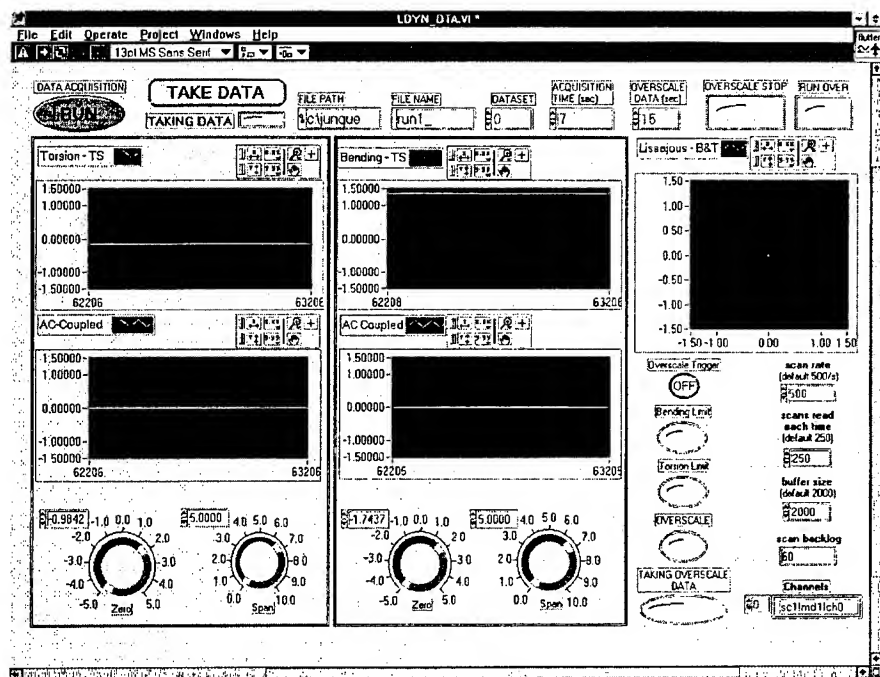 LDYN_DTA.VI *
File Edit Operate Project Windows Help
13pt MS Sans Serif
Flutter
DATA ACQUISITION
RUN
TAKE DATA
TAKING DATA
FILE PATH
c:\junque
FILE NAME
run1_
DATASET
0
ACQUISITION
TIME (sec)
7
OVERSCALE
DATA (sec)
15
OVERSCALE STOP
RUN OVER
Torsion - TS
1.50000
1.00000
0.00000
-1.00000
-1.50000
62206 63206
Bending - TS
1.50000
1.00000
0.00000
-1.00000
-1.50000
62208 63208
Lissajous - B&T
1.50
1.00
0.50
0.00
-0.50
-1.00
-1.50
-1.50 -1.00 0.00 1.00 1.50
AC-Coupled
1.50000
1.00000
0.00000
-1.00000
-1.50000
62206 63206
AC Coupled
1.50000
1.00000
0.00000
-1.00000
-1.50000
62205 63205
Overscale Trigger
OFF
Bending Limit
Torsion Limit
OVERSCALE
TAKING OVERSCALE
DATA
scan rate
(default 500/s)
500
scans read
each time
(default 250)
250
buffer size
(default 2000)
2000
scan backlog
60
Channels
0 sc1!md1!ch0
-0.9842
-5.0 -4.0 -3.0 -2.0 -1.0 0.0 1.0 2.0 3.0 4.0 5.0
Zero
5.0000
0.0 4.0 5.0 6.0 7.0 8.0 9.0 10.0
Span
-1.7437
-5.0 -4.0 -3.0 -2.0 -1.0 0.0 1.0 2.0 3.0 4.0 5.0
Zero
5.0000
0.0 1.0 2.0 3.0 4.0 5.0 6.0 7.0 8.0 9.0 10.0
Span